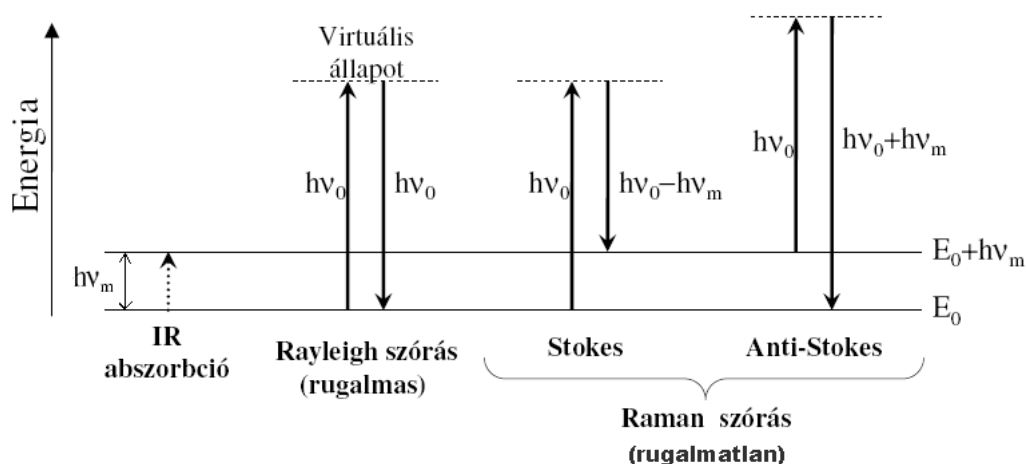 Energia
Virtuális
állapot
hν₀
hν₀
hν₀
hν₀−hνₘ
hν₀
hν₀+hνₘ
E₀+hνₘ
hνₘ
E₀
IR
abszorbció
Rayleigh szórás
(rugalmas)
Stokes
Anti-Stokes
Raman szórás
(rugalmatlan)